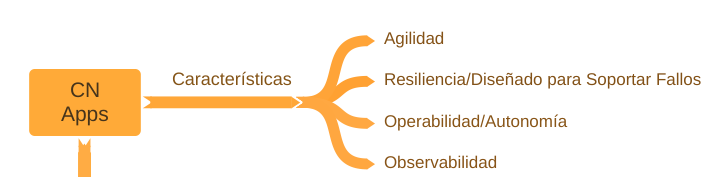 CN
Apps
Características
Agilidad
Resiliencia/Diseñado para Soportar Fallos
Operabilidad/Autonomía
Observabilidad